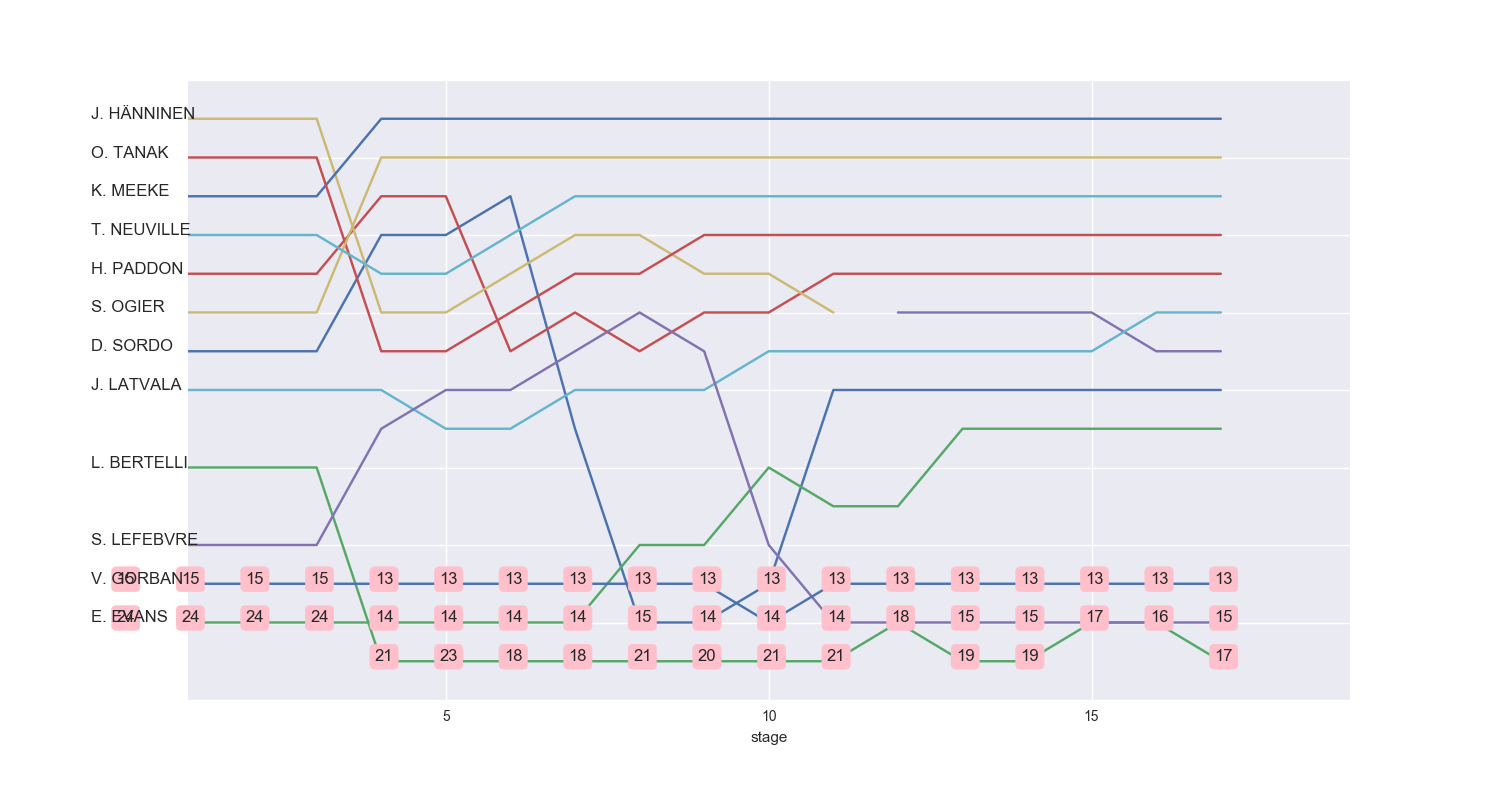 J. HÄNNINEN
O. TANAK
K. MEEKE
T. NEUVILLE
H. PADDON
S. OGIER
D. SORDO
J. LATVALA
L. BERTELLI
S. LEFEBVRE
V. GORBAN 15 15 15 15 13 13 13 13 13 13 13 13 13 13 13 13 13 13
E. EVANS 24 24 24 24 14 14 14 14 15 14 14 14 18 15 15 17 16 15
21 23 18 18 21 20 21 21 19 19 17
5 10 15
stage